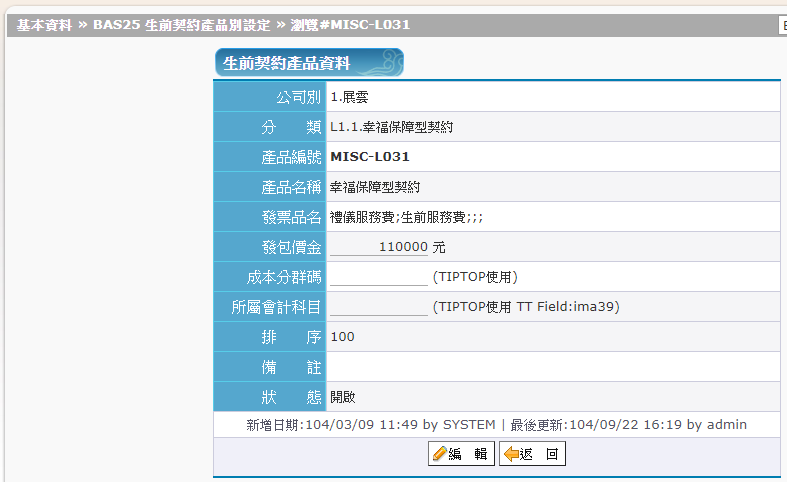 基本資料 » BAS25 生前契約產品別設定 » 瀏覽#MISC-L031
生前契約產品資料
公司別 1.展雲
分 類 L1.1.幸福保障型契約
產品編號 MISC-L031
產品名稱 幸福保障型契約
發票品名 禮儀服務費;生前服務費;;;
發包價金 110000 元
成本分群碼 (TIPTOP使用)
所屬會計科目 (TIPTOP使用 TT Field:ima39)
排 序 100
備 註
狀 態 開啟
新增日期:104/03/09 11:49 by SYSTEM | 最後更新:104/09/22 16:19 by admin
編 輯 返 回